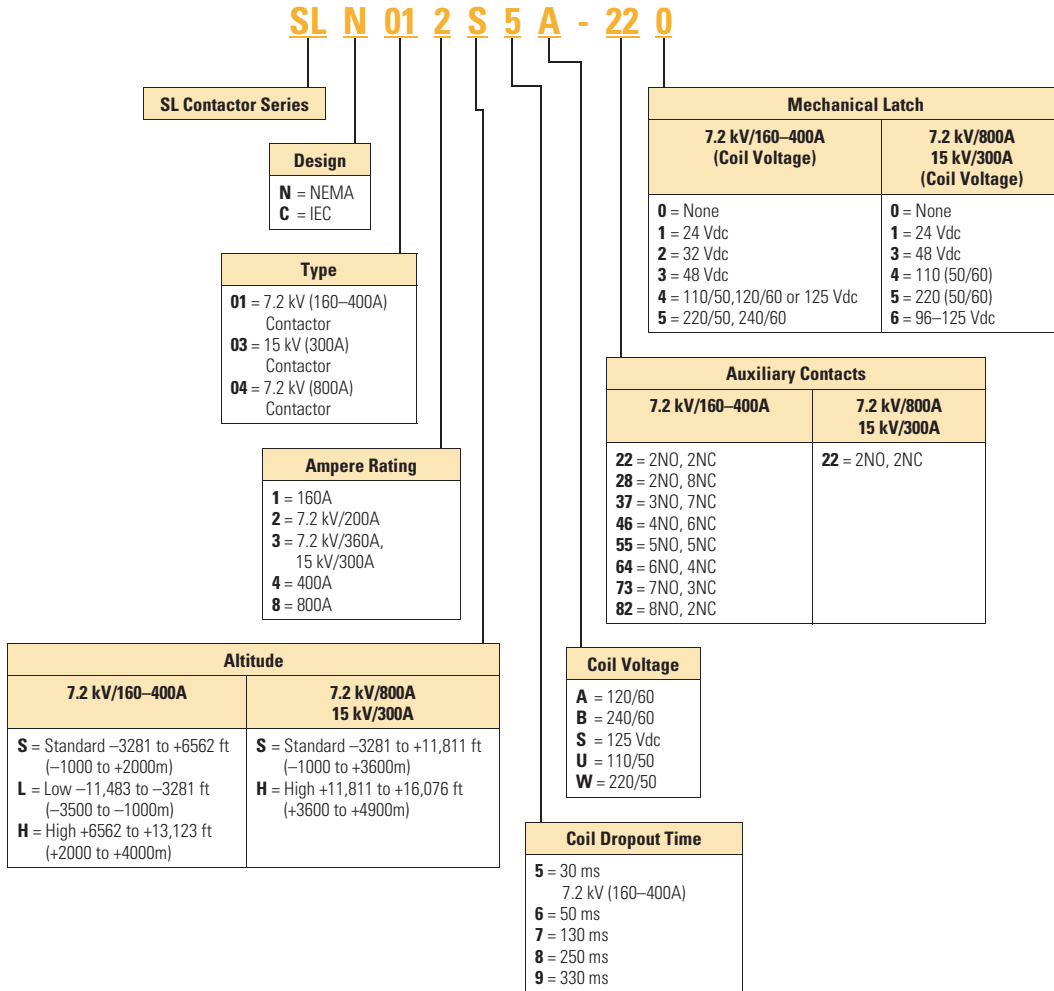 SL N 01 2 S 5 A - 22 0
SL Contactor Series
Design
N = NEMA
C = IEC
Type
01 = 7.2 kV (160–400A)
Contactor
03 = 15 kV (300A)
Contactor
04 = 7.2 kV (800A)
Contactor
Ampere Rating
1 = 160A
2 = 7.2 kV/200A
3 = 7.2 kV/360A,
15 kV/300A
4 = 400A
8 = 800A
Altitude
7.2 kV/160–400A
S = Standard –3281 to +6562 ft
(–1000 to +2000m)
L = Low –11,483 to –3281 ft
(–3500 to –1000m)
H = High +6562 to +13,123 ft
(+2000 to +4000m)
7.2 kV/800A
15 kV/300A
S = Standard –3281 to +11,811 ft
(–1000 to +3600m)
H = High +11,811 to +16,076 ft
(+3600 to +4900m)
Coil Dropout Time
5 = 30 ms
7.2 kV (160–400A)
6 = 50 ms
7 = 130 ms
8 = 250 ms
9 = 330 ms
Coil Voltage
A = 120/60
B = 240/60
S = 125 Vdc
U = 110/50
W = 220/50
Auxiliary Contacts
7.2 kV/160–400A
22 = 2NO, 2NC
28 = 2NO, 8NC
37 = 3NO, 7NC
46 = 4NO, 6NC
55 = 5NO, 5NC
64 = 6NO, 4NC
73 = 7NO, 3NC
82 = 8NO, 2NC
7.2 kV/800A
15 kV/300A
22 = 2NO, 2NC
Mechanical Latch
7.2 kV/160–400A
(Coil Voltage)
0 = None
1 = 24 Vdc
2 = 32 Vdc
3 = 48 Vdc
4 = 110/50,120/60 or 125 Vdc
5 = 220/50, 240/60
7.2 kV/800A
15 kV/300A
(Coil Voltage)
0 = None
1 = 24 Vdc
3 = 48 Vdc
4 = 110 (50/60)
5 = 220 (50/60)
6 = 96–125 Vdc